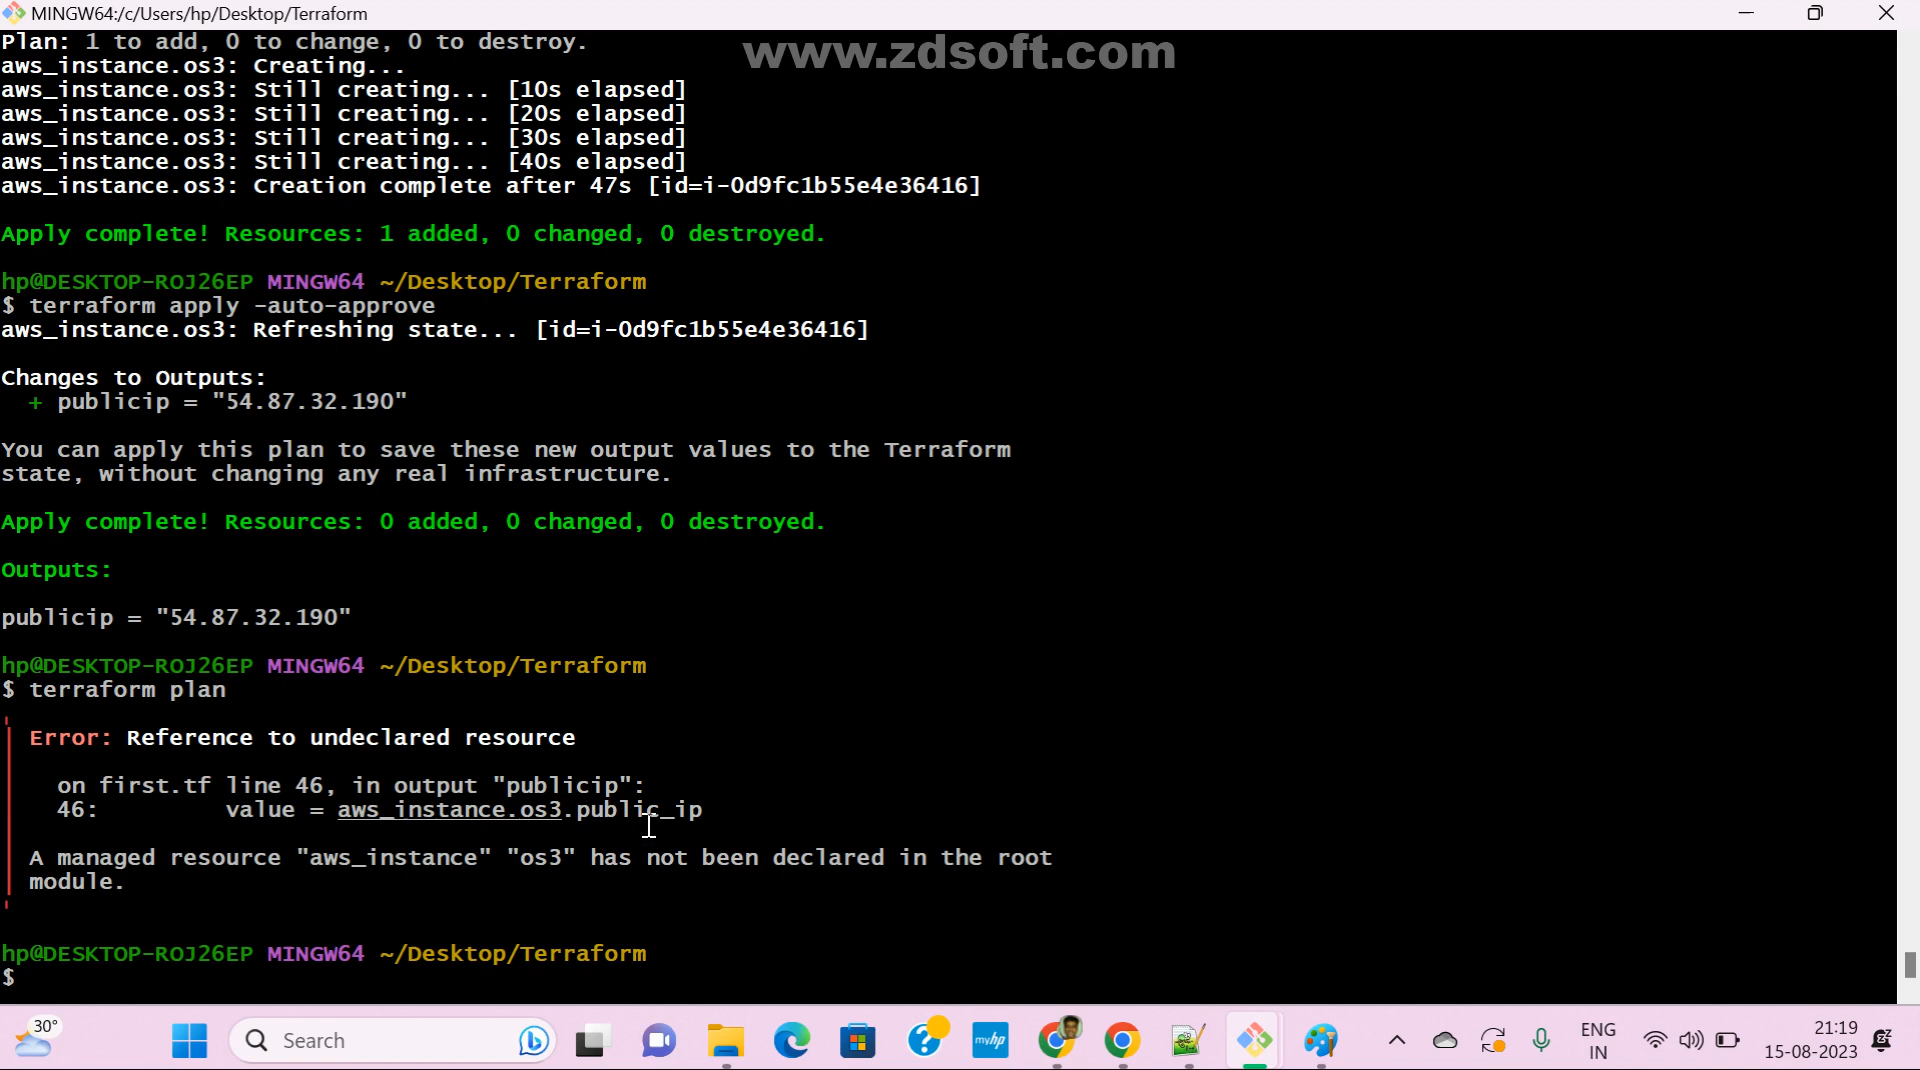 MINGW64:/c/Users/hp/Desktop/Terraform
www.zdsoft.com
Plan: 1 to add, 0 to change, 0 to destroy.
aws_instance.os3: Creating...
aws_instance.os3: Still creating... [10s elapsed]
aws_instance.os3: Still creating... [20s elapsed]
aws_instance.os3: Still creating... [30s elapsed]
aws_instance.os3: Still creating... [40s elapsed]
aws_instance.os3: Creation complete after 47s [id=i-0d9fc1b55e4e36416]
Apply complete! Resources: 1 added, 0 changed, 0 destroyed.
hp@DESKTOP-ROJ26EP MINGW64 ~/Desktop/Terraform
$ terraform apply -auto-approve
aws_instance.os3: Refreshing state... [id=i-0d9fc1b55e4e36416]
Changes to Outputs:
+ publicip = "54.87.32.190"
You can apply this plan to save these new output values to the Terraform
state, without changing any real infrastructure.
Apply complete! Resources: 0 added, 0 changed, 0 destroyed.
Outputs:
publicip = "54.87.32.190"
hp@DESKTOP-ROJ26EP MINGW64 ~/Desktop/Terraform
$ terraform plan
Error: Reference to undeclared resource
on first.tf line 46, in output "publicip":
46: value = aws_instance.os3.public_ip
A managed resource "aws_instance" "os3" has not been declared in the root
module.
hp@DESKTOP-ROJ26EP MINGW64 ~/Desktop/Terraform
$
30°
Search
myhp
ENG
IN
21:19
15-08-2023